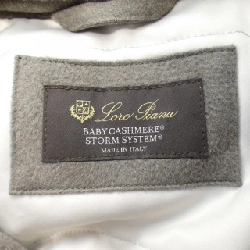 Loro Piana
BABY CASHMERE®
STORM SYSTEM®
MADE IN ITALY